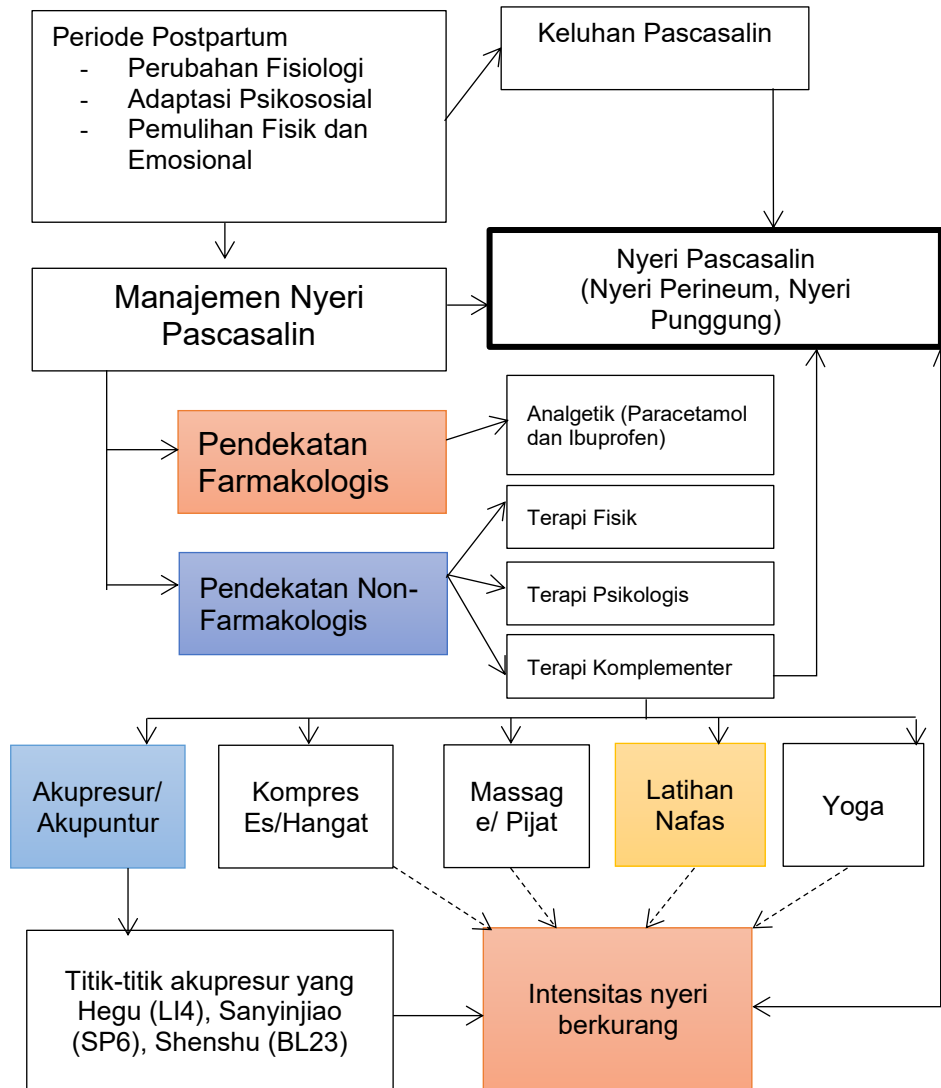 Periode Postpartum
- Perubahan Fisiologi
- Adaptasi Psikososial
- Pemulihan Fisik dan
Emosional
Keluhan Pascasalin
Nyeri Pascasalin
(Nyeri Perineum, Nyeri
Punggung)
Manajemen Nyeri
Pascasalin
Pendekatan
Farmakologis
Analgetik (Paracetamol
dan Ibuprofen)
Pendekatan Non-
Farmakologis
Terapi Fisik
Terapi Psikologis
Terapi Komplementer
Akupresur/
Akupuntur
Kompres
Es/Hangat
Massag
e/ Pijat
Latihan
Nafas
Yoga
Titik-titik akupresur yang
Hegu (LI4), Sanyinjiao
(SP6), Shenshu (BL23)
Intensitas nyeri
berkurang